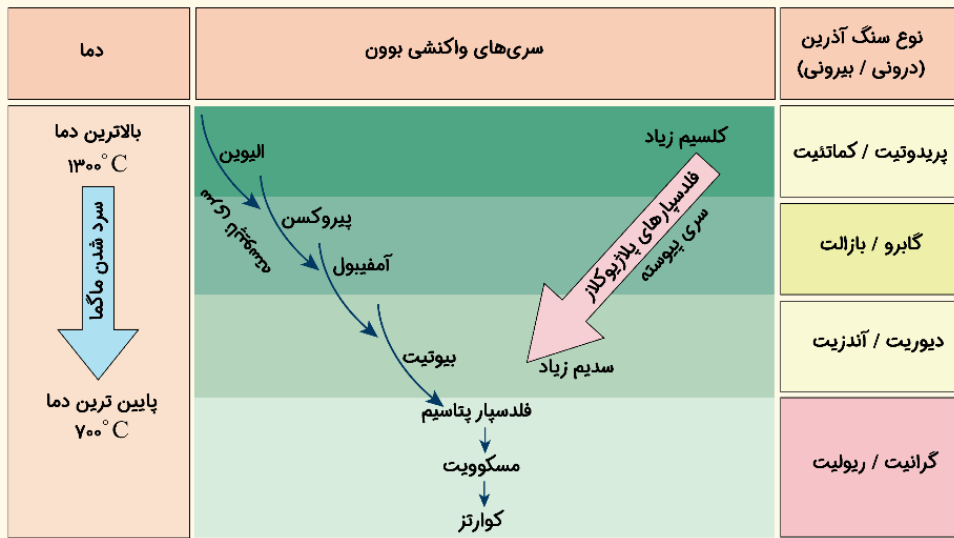 نوع سنگ آذرین
(درونی / بیرونی)
سری‌های واکنشی بوون
دما
پریدوتیت / کماتئیت
گابرو / بازالت
دیوریت / آندزیت
گرانیت / ریولیت
کلسیم زیاد
فلدسپارهای پلاژیوکلاز
سری پیوسته
سدیم زیاد
الیوین
پیروکسن
آمفیبول
بیوتیت
سری ناپیوسته
فلدسپار پتاسیم
مسکوویت
کوارتز
بالاترین دما
۱۳۰۰°C
سرد شدن ماگما
پایین ترین دما
۷۰۰°C